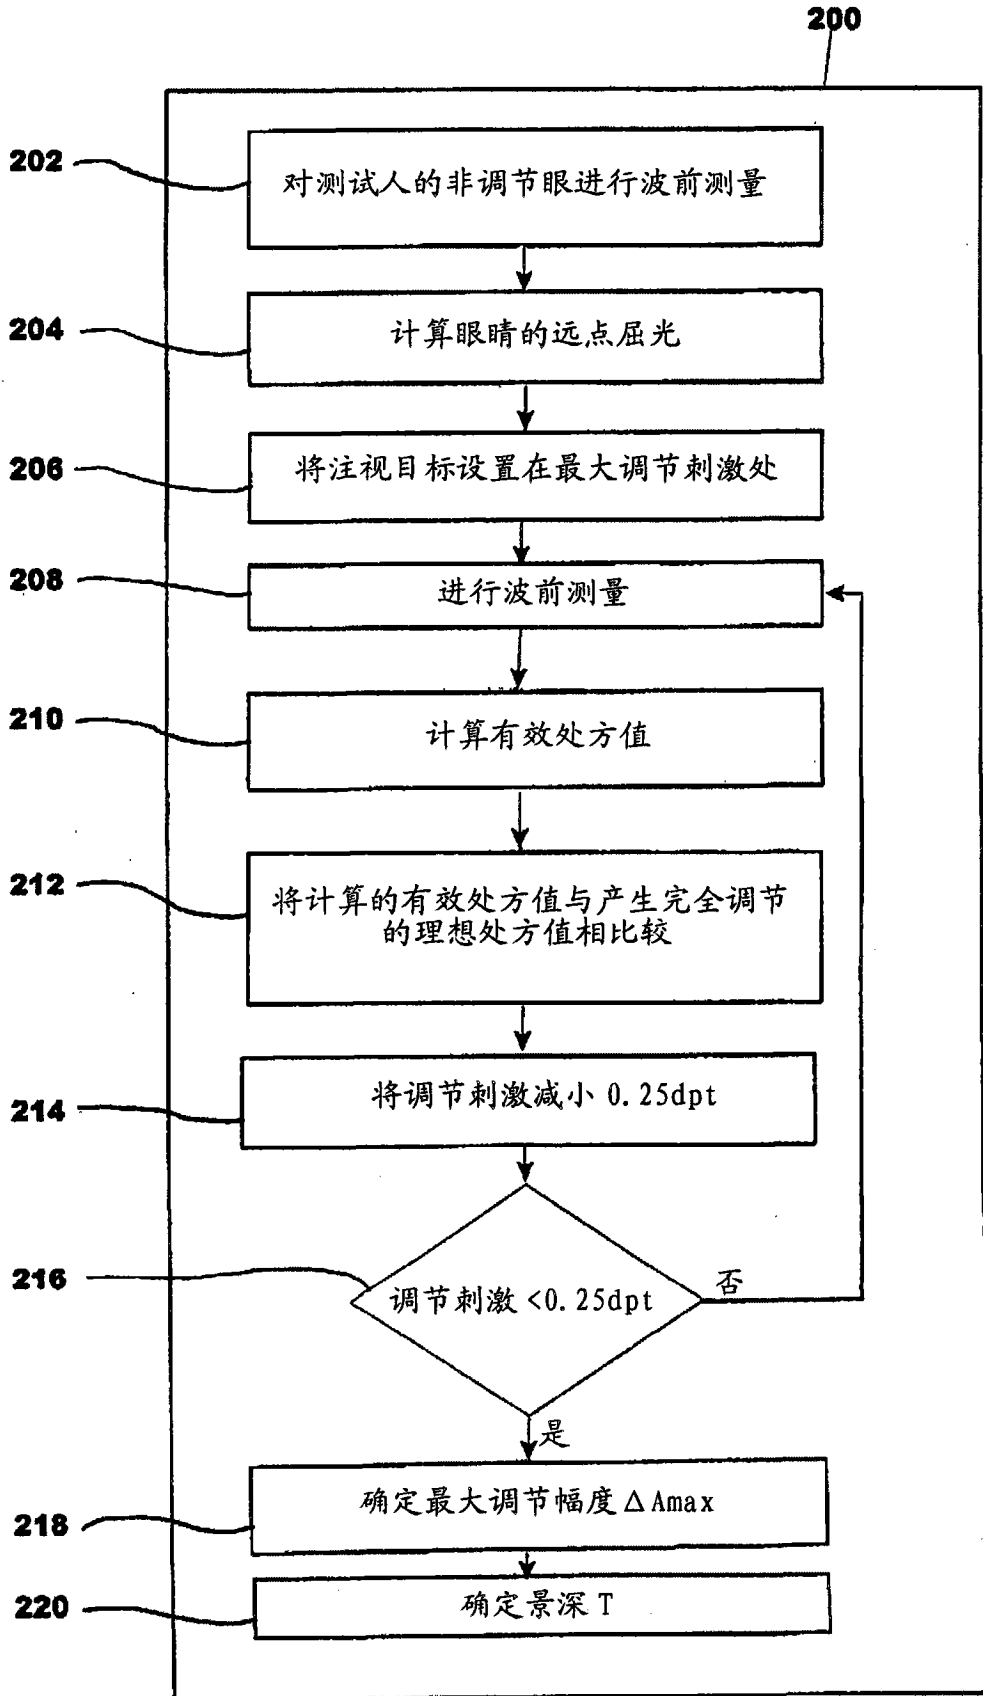 200
202
对测试人的非调节眼进行波前测量
204
计算眼睛的远点屈光
206
将注视目标设置在最大调节刺激处
208
进行波前测量
210
计算有效处方值
212
将计算的有效处方值与产生完全调节
的理想处方值相比较
214
将调节刺激减小 0.25dpt
216
调节刺激<0.25dpt
否
是
218
确定最大调节幅度ΔAmax
220
确定景深T